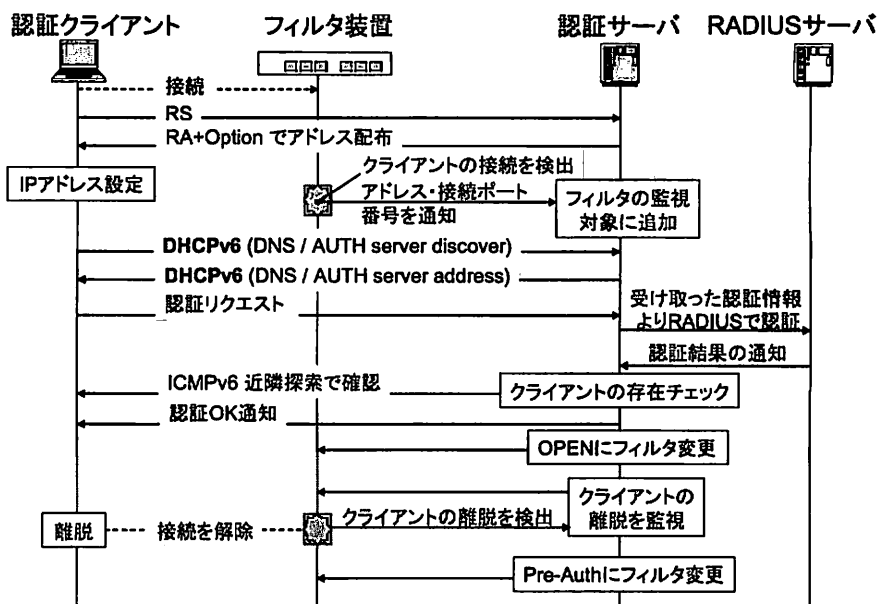 認証クライアント
フィルタ装置
認証サーバ
RADIUSサーバ
接続
RS
RA+Option でアドレス配布
クライアントの接続を検出
IPアドレス設定
アドレス・接続ポート
番号を通知
フィルタの監視
対象に追加
DHCPv6 (DNS / AUTH server discover)
DHCPv6 (DNS / AUTH server address)
認証リクエスト
受け取った認証情報
よりRADIUSで認証
認証結果の通知
ICMPv6 近隣探索で確認
クライアントの存在チェック
認証OK通知
OPENにフィルタ変更
クライアントの
離脱を監視
離脱
接続を解除
クライアントの離脱を検出
Pre-Authにフィルタ変更